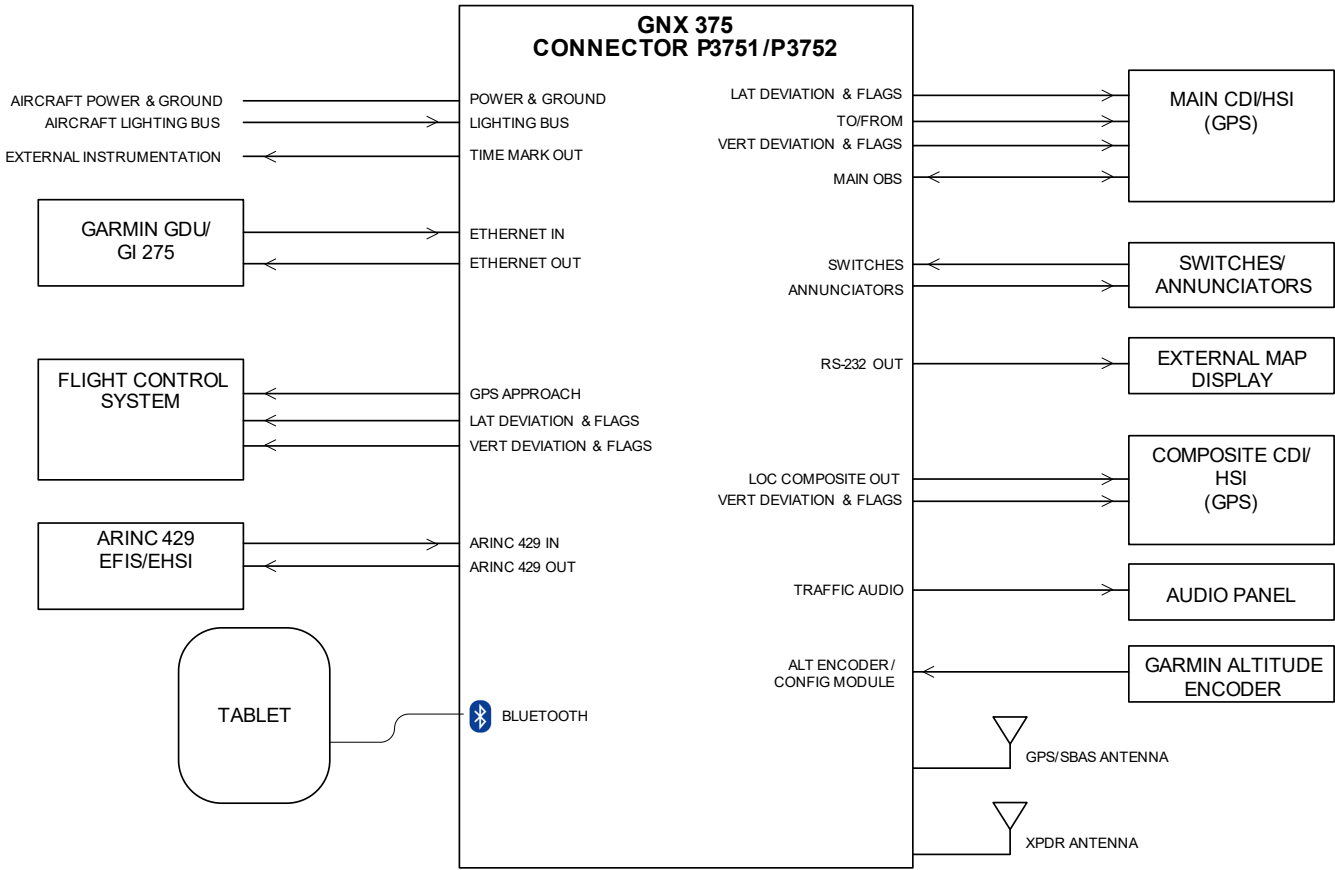 GNX 375
CONNECTOR P3751/P3752
AIRCRAFT POWER & GROUND
AIRCRAFT LIGHTING BUS
EXTERNAL INSTRUMENTATION
GARMIN GDU/
GI 275
FLIGHT CONTROL
SYSTEM
ARINC 429
EFIS/EHSI
TABLET
POWER & GROUND
LIGHTING BUS
TIME MARK OUT
ETHERNET IN
ETHERNET OUT
GPS APPROACH
LAT DEVIATION & FLAGS
VERT DEVIATION & FLAGS
ARINC 429 IN
ARINC 429 OUT
BLUETOOTH
LAT DEVIATION & FLAGS
TO/FROM
VERT DEVIATION & FLAGS
MAIN OBS
SWITCHES
ANNUNCIATORS
RS-232 OUT
LOC COMPOSITE OUT
VERT DEVIATION & FLAGS
TRAFFIC AUDIO
ALT ENCODER/
CONFIG MODULE
MAIN CDI/HSI
(GPS)
SWITCHES/
ANNUNCIATORS
EXTERNAL MAP
DISPLAY
COMPOSITE CDI/
HSI
(GPS)
AUDIO PANEL
GARMIN ALTITUDE
ENCODER
GPS/SBAS ANTENNA
XPDR ANTENNA